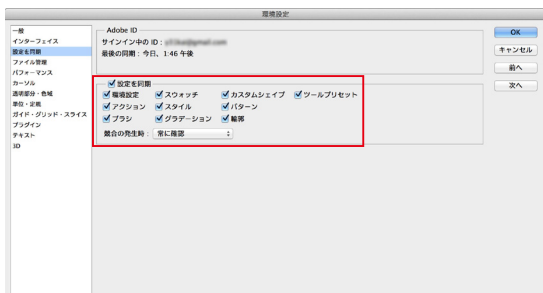 環境設定
一般
インターフェイス
設定を同期
ファイル管理
パフォーマンス
カーソル
透明部分・色域
単位・定規
ガイド・グリッド・スライス
プラグイン
テキスト
3D
Adobe ID
サインイン中の ID :
最後の同期 : 今日、1:46 午後
設定を同期
環境設定 スウォッチ カスタムシェイプ ツールプリセット
アクション スタイル パターン
ブラシ グラデーション 輪郭
競合の発生時 : 常に確認
OK
キャンセル
前へ
次へ